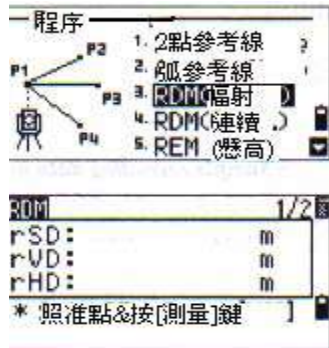 程序
P1
P2
P3
P4
1. 2點參考線
2. 弧參考線
3. RDM(輻射)
4. RDM(連續.)
5. REM (懸高)
RDM 1/2
rSD: m
rVD: m
rHD: m
* 照准點&按[測量]鍵 ]